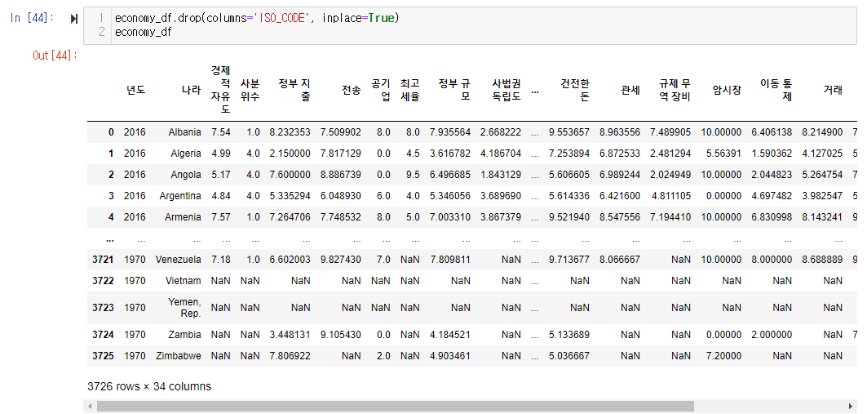 In [44]:
1 economy_df.drop(columns='ISO_CODE', inplace=True)
2 economy_df
Out[44]:
년도 나라 경제적 자유도 사분위수 정부 지출 전송 공기업 최고 세율 정부 규모 사법권 독립도 ... 건전한 돈 관세 규제 무역 장비 암시장 이동 통제 거래
0 2016 Albania 7.54 1.0 8.232353 7.509902 8.0 8.0 7.935564 2.668222 ... 9.553657 8.963556 7.489905 10.00000 6.406138 8.214900 7
1 2016 Algeria 4.99 4.0 2.150000 7.817129 0.0 4.5 3.616782 4.186704 ... 7.253894 6.872533 2.481294 5.56391 1.590362 4.127025 5
2 2016 Angola 5.17 4.0 7.600000 8.886739 0.0 9.5 6.496685 1.843129 ... 5.606605 6.989244 2.024949 10.00000 2.044823 5.264754 7
3 2016 Argentina 4.84 4.0 5.335294 6.048930 6.0 4.0 5.346056 3.689690 ... 5.614336 6.421600 4.811105 0.00000 4.697482 3.982547 5
4 2016 Armenia 7.57 1.0 7.264706 7.748532 8.0 5.0 7.003310 3.867379 ... 9.521940 8.547556 7.194410 10.00000 6.830998 8.143241 9
... ... ... ... ... ... ... ... ... ... ... ... ... ... ... ... ... ...
3721 1970 Venezuela 7.18 1.0 6.602003 9.827430 7.0 NaN 7.809811 NaN ... 9.713677 8.066667 NaN 10.00000 8.000000 8.688889 9
3722 1970 Vietnam NaN NaN NaN NaN NaN NaN NaN NaN ... NaN NaN NaN NaN NaN NaN
3723 1970 Yemen, Rep. NaN NaN NaN NaN NaN NaN NaN NaN ... NaN NaN NaN NaN NaN NaN
3724 1970 Zambia NaN NaN 3.448131 9.105430 0.0 NaN 4.184521 NaN ... 5.133689 NaN NaN 0.00000 2.000000 NaN 7
3725 1970 Zimbabwe NaN NaN 7.806922 NaN 2.0 NaN 4.903461 NaN ... 5.036667 NaN NaN 7.20000 NaN NaN
3726 rows × 34 columns